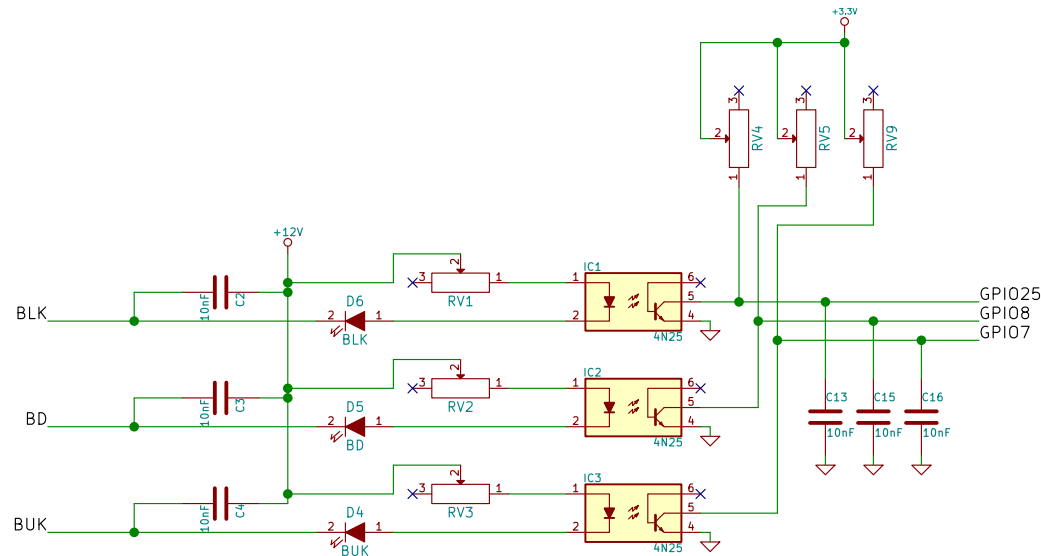 +3.3V
3 3 3
2 RV4 2 RV5 2 RV9
1 1 1
+12V
2 IC1
1 6
3 1
C2 RV1 5
10nF D6 GPIO25
BLK 2 1 2 4 GPIO8
BLK 4N25 GPIO7
2 IC2
1 6
3 1
C3 RV2 5 C13 C15 C16
10nF D5
BD 2 1 2 4 10nF 10nF 10nF
BD 4N25
2 IC3
1 6
3 1
C4 RV3 5
10nF D4
BUK 2 1 2 4
BUK 4N25